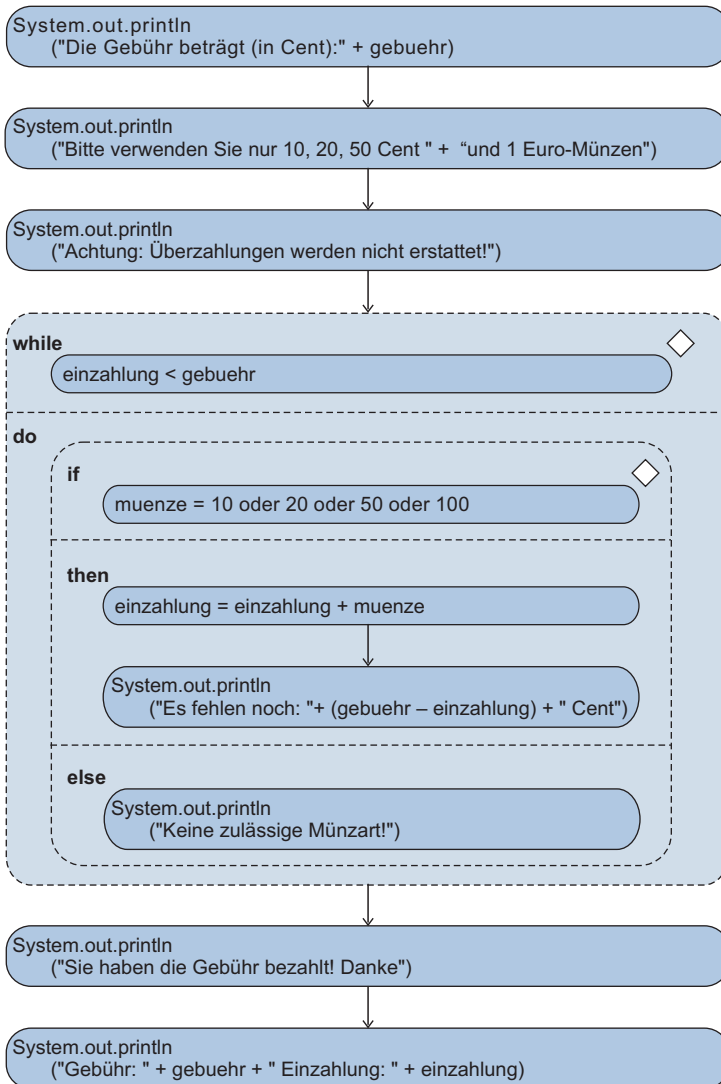 System.out.println
("Die Gebühr beträgt (in Cent):" + gebuehr)
System.out.println
("Bitte verwenden Sie nur 10, 20, 50 Cent " + “und 1 Euro-Münzen")
System.out.println
("Achtung: Überzahlungen werden nicht erstattet!")
while
einzahlung < gebuehr
do
if
muenze = 10 oder 20 oder 50 oder 100
then
einzahlung = einzahlung + muenze
System.out.println
("Es fehlen noch: "+ (gebuehr – einzahlung) + " Cent")
else
System.out.println
("Keine zulässige Münzart!")
System.out.println
("Sie haben die Gebühr bezahlt! Danke")
System.out.println
("Gebühr: " + gebuehr + " Einzahlung: " + einzahlung)